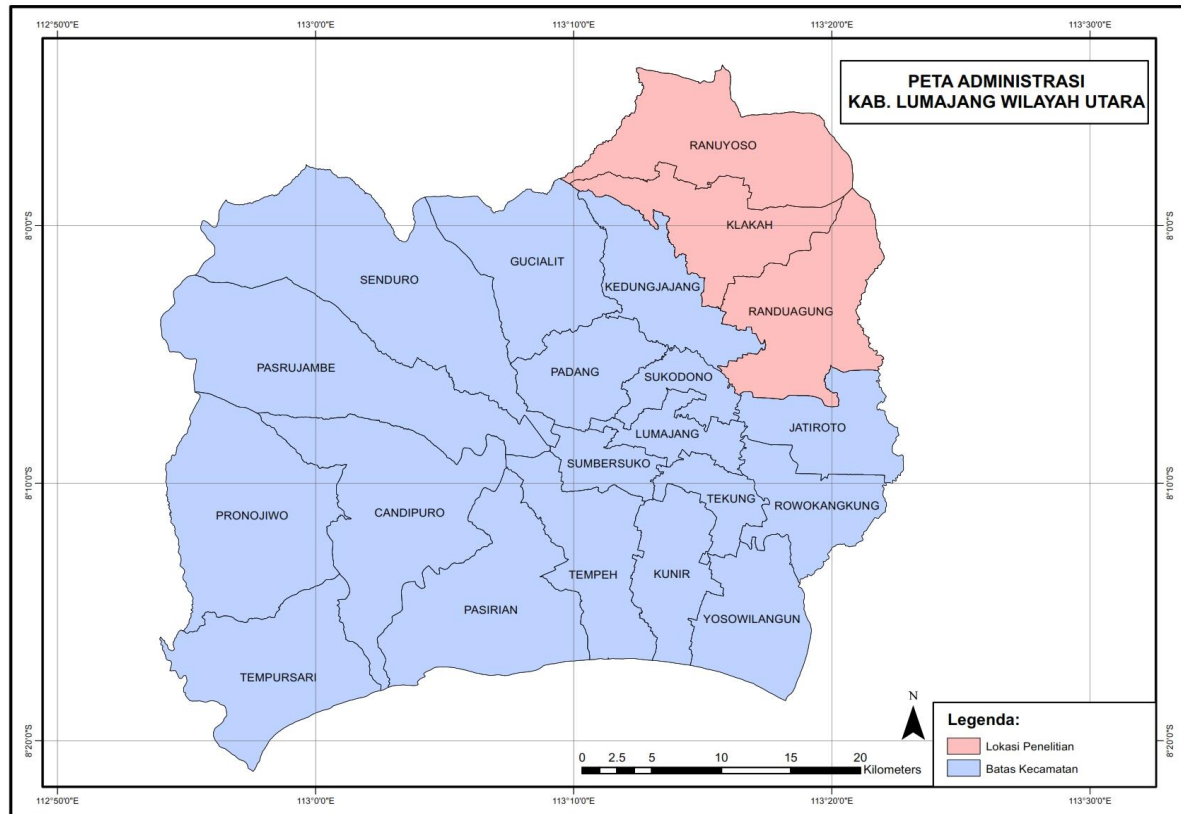 112°50'0"E 113°0'0"E 113°10'0"E 113°20'0"E 113°30'0"E
PETA ADMINISTRASI
KAB. LUMAJANG WILAYAH UTARA
RANUYOSO
8°0'0"S 8°0'0"S
KLAKAH
GUCIALIT
SENDURO
KEDUNGJAJANG
RANDUAGUNG
PASRUJAMBE
PADANG
SUKODONO
JATIROTO
LUMAJANG
SUMBERSUKO
8°10'0"S 8°10'0"S
TEKUNG
ROWOKANGKUNG
PRONOJIWO
CANDIPURO
TEMPEH
KUNIR
PASIRIAN
YOSOWILANGUN
TEMPURSARI
N
Legenda:
Lokasi Penelitian
Batas Kecamatan
8°20'0"S 8°20'0"S
0 2.5 5 10 15 20
Kilometers
112°50'0"E 113°0'0"E 113°10'0"E 113°20'0"E 113°30'0"E